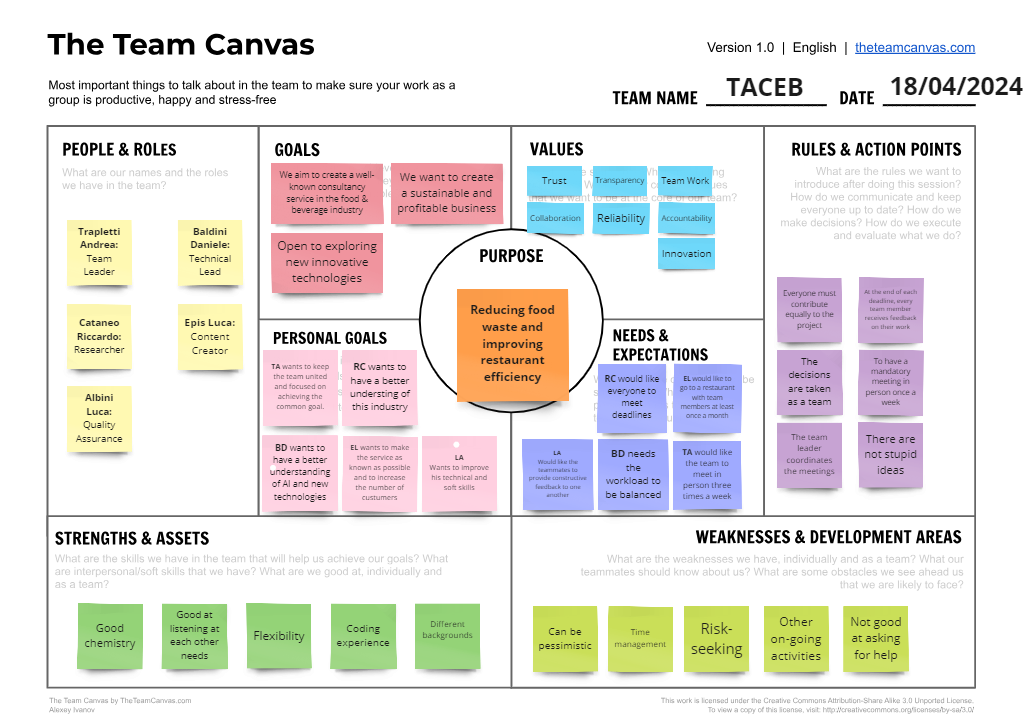 The Team Canvas
Version 1.0 | English | theteamcanvas.com
Most important things to talk about in the team to make sure your work as a
group is productive, happy and stress-free
TEAM NAME TACEB DATE 18/04/2024
PEOPLE & ROLES
What are our names and the roles
we have in the team?
Trapletti
Andrea:
Team
Leader
Baldini
Daniele:
Technical
Lead
Cataneo
Riccardo:
Researcher
Epis Luca:
Content
Creator
Albini
Luca:
Quality
Assurance
GOALS
We aim to create a well-
known consultancy
service in the food &
beverage industry
We want to create
a sustainable and
profitable business
Open to exploring
new innovative
technologies
PERSONAL GOALS
TA wants to keep
the team united
and focused on
achieving the
common goal.
RC wants to
have a better
understing of
this industry
BD wants to
have a better
understanding
of AI and new
technologies
EL wants to make
the service as
known as possible
and to increase
the number of
custumers
LA
Wants to improve
his technical and
soft skills
PURPOSE
Reducing food
waste and
improving
restaurant
efficiency
VALUES
that we want to be at the core of our team?
Trust
Transparency
Team Work
Collaboration
Reliability
Accountability
Innovation
NEEDS &
EXPECTATIONS
RC would like
everyone to
meet
deadlines
EL would like to
go to a restaurant
with team
members at least
once a month
LA
Would like the
teammates to
provide constructive
feedback to one
another
BD needs
the
workload to
be balanced
TA would like
the team to
meet in
person three
times a week
RULES & ACTION POINTS
What are the rules we want to
introduce after doing this session?
How do we communicate and keep
everyone up to date? How do we
make decisions? How do we execute
and evaluate what we do?
Everyone must
contribute
equally to the
project
At the end of each
deadline, every
team member
receives feedback
on their work
The
decisions
are taken
as a team
To have a
mandatory
meeting in
person once a
week
The team
leader
coordinates
the meetings
There are
not stupid
ideas
STRENGTHS & ASSETS
What are the skills we have in the team that will help us achieve our goals? What
are interpersonal/soft skills that we have? What are we good at, individually and
as a team?
Good
chemistry
Good at
listening at
each other
needs
Flexibility
Coding
experience
Different
backgrounds
WEAKNESSES & DEVELOPMENT AREAS
What are the weaknesses we have, individually and as a team? What our
teammates should know about us? What are some obstacles we see ahead us
that we are likely to face?
Can be
pessimistic
Time
management
Risk-
seeking
Other
on-going
activities
Not good
at asking
for help
The Team Canvas by TheTeamCanvas.com
Alexey Ivanov
This work is licensed under the Creative Commons Attribution-Share Alike 3.0 Unported License.
To view a copy of this license, visit: http://creativecommons.org/licenses/by-sa/3.0/